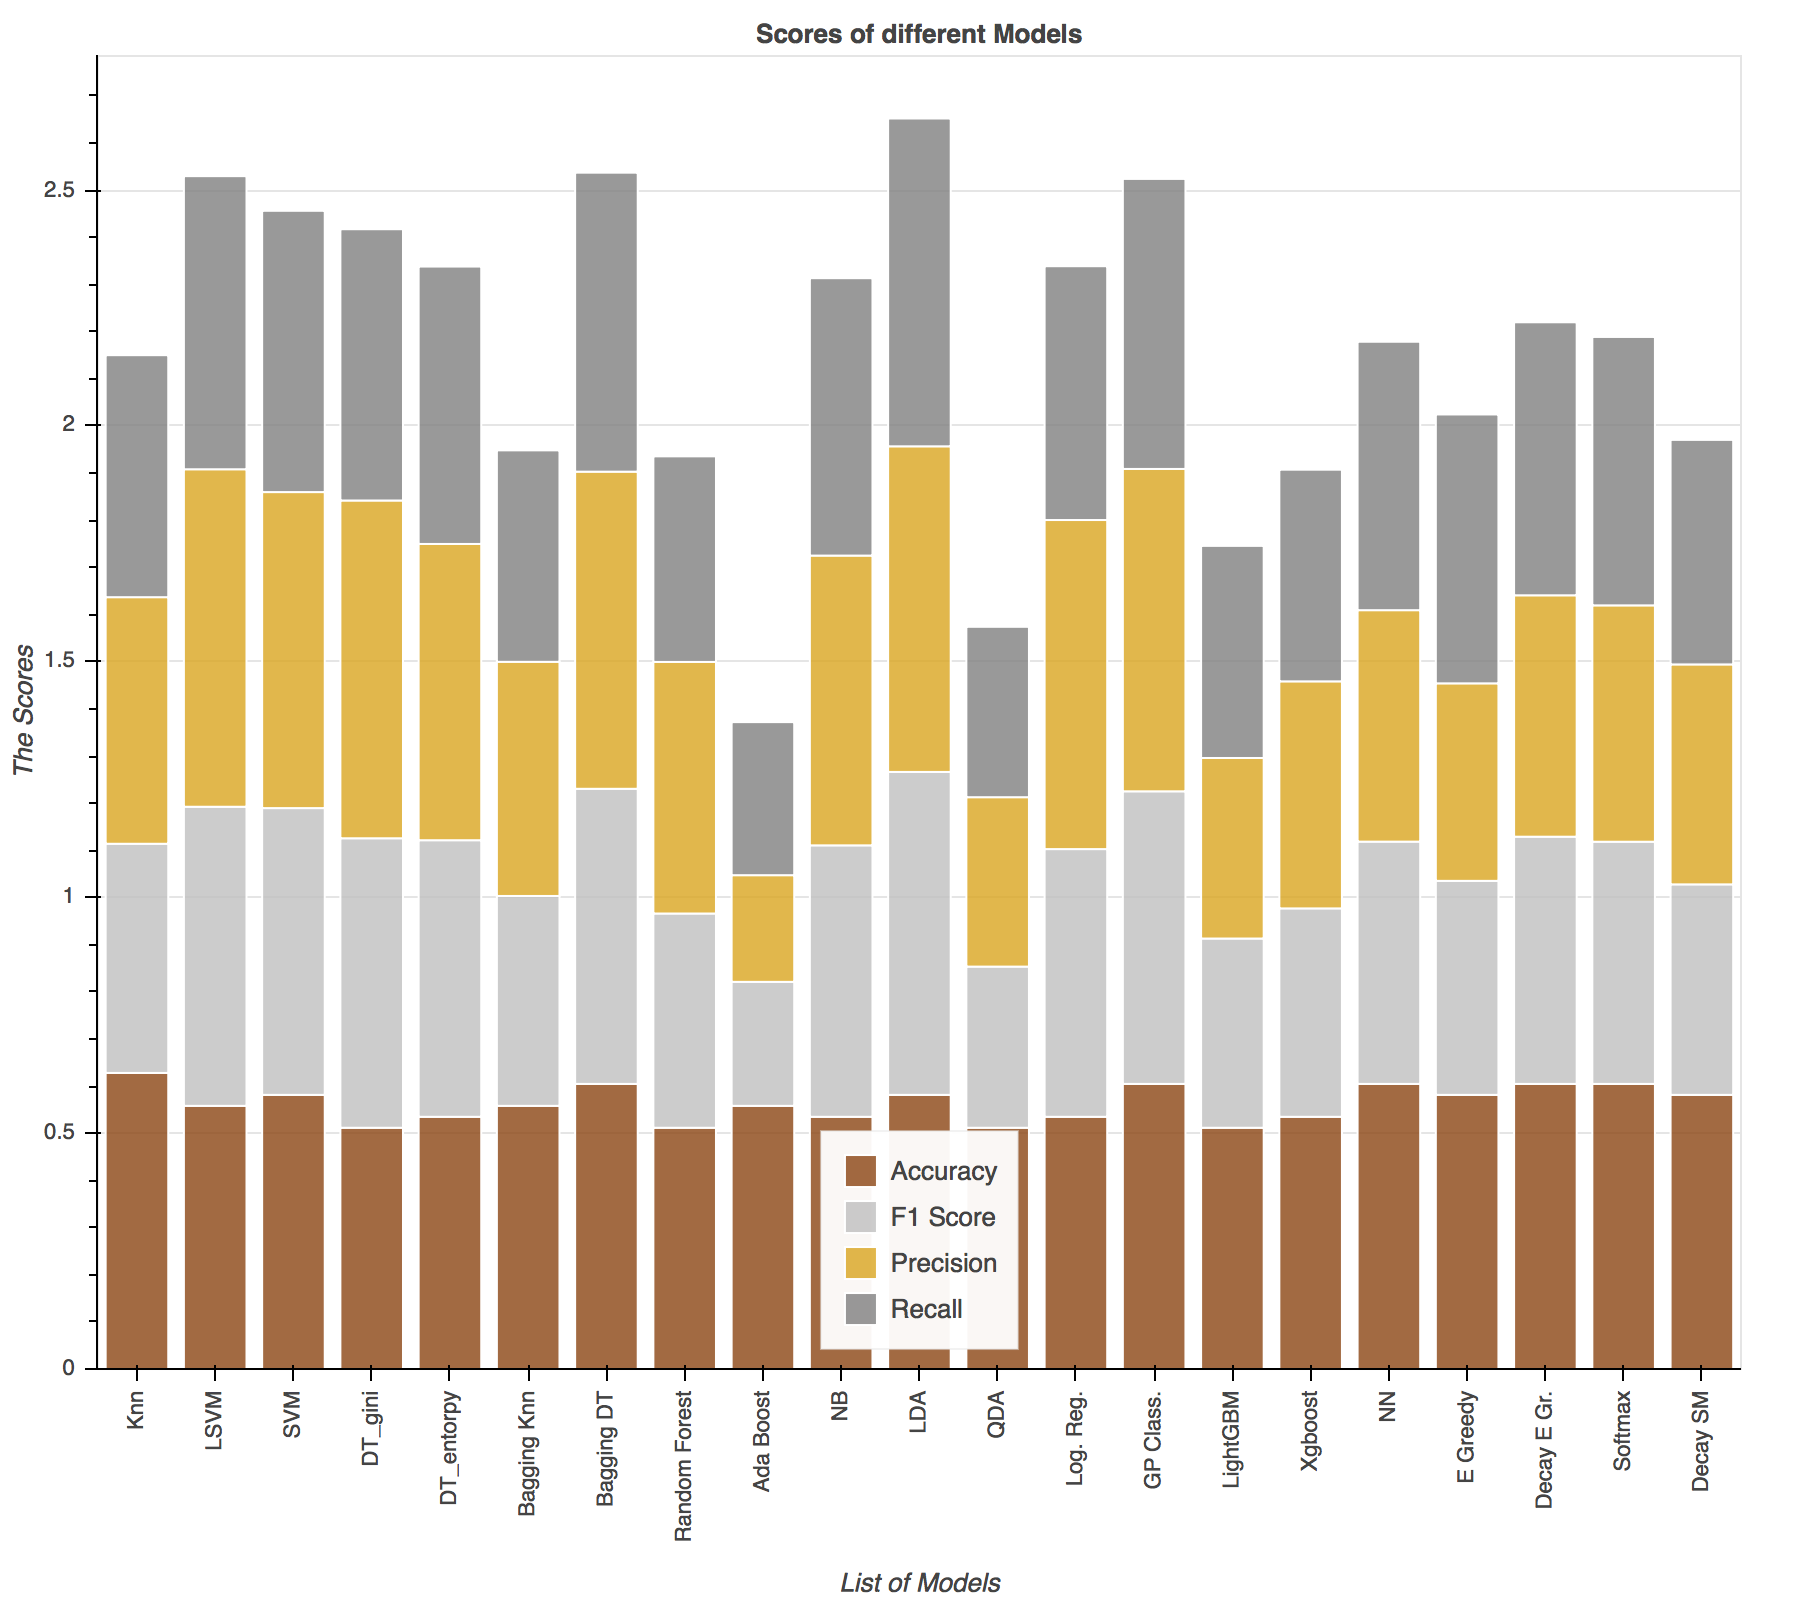 Scores of different Models
The Scores
2.5
2
1.5
1
0.5
0
Accuracy
F1 Score
Precision
Recall
Knn
LSVM
SVM
DT_gini
DT_entorpy
Bagging Knn
Bagging DT
Random Forest
Ada Boost
NB
LDA
QDA
Log. Reg.
GP Class.
LightGBM
Xgboost
NN
E Greedy
Decay E Gr.
Softmax
Decay SM
List of Models